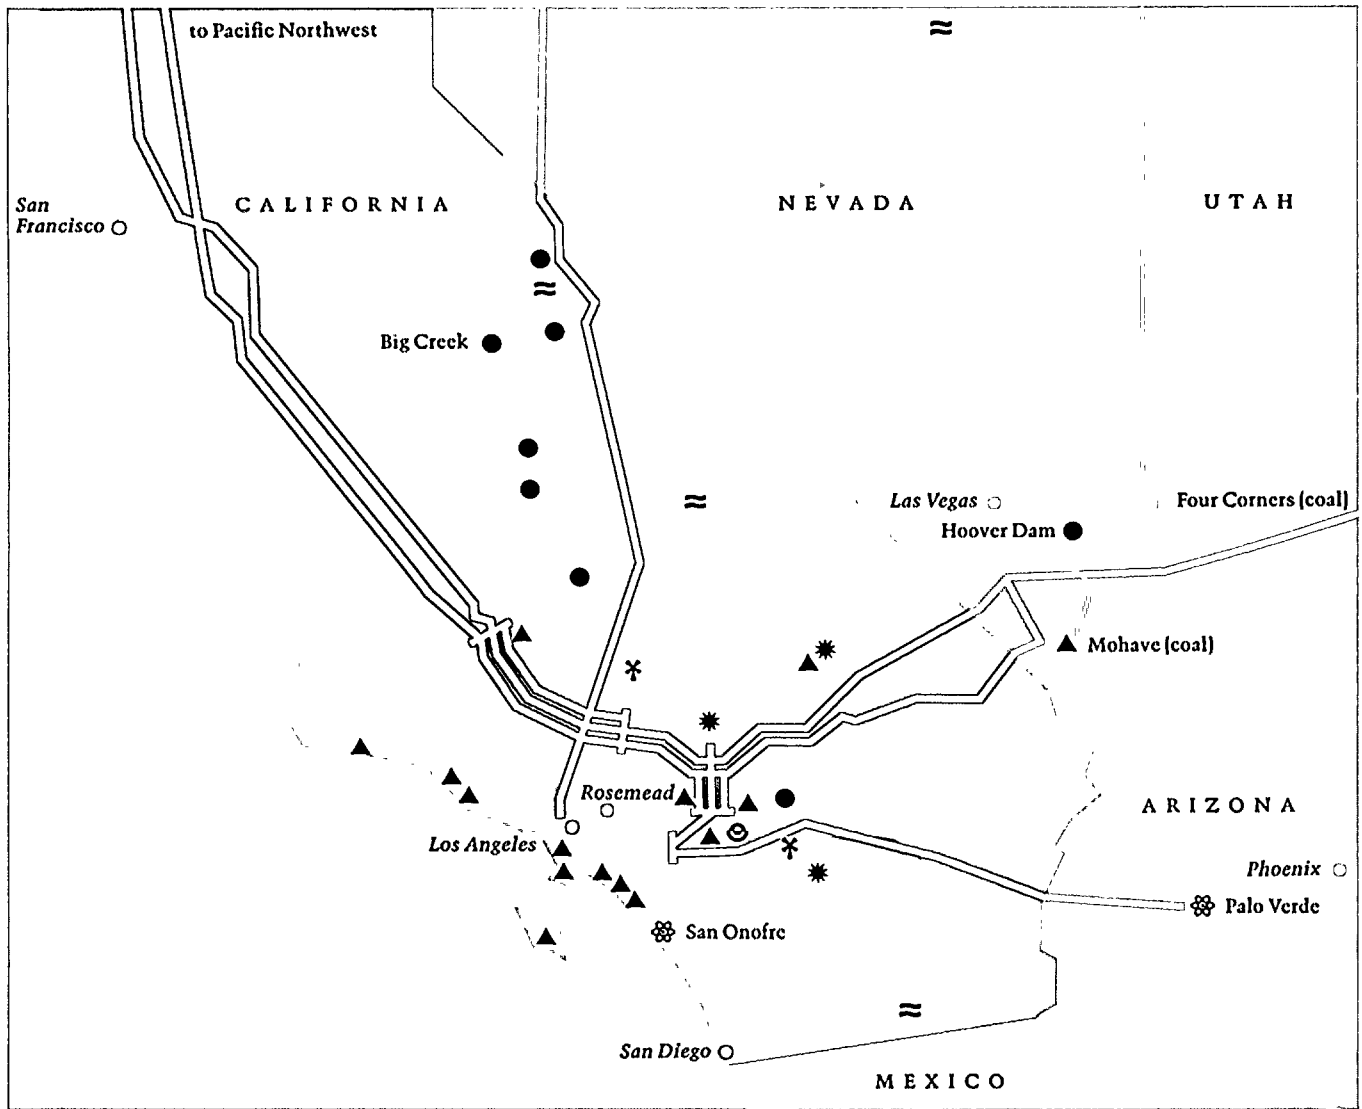 to Pacific Northwest
San
Francisco
CALIFORNIA
NEVADA
UTAH
Big Creek
Las Vegas
Four Corners (coal)
Hoover Dam
Mohave (coal)
Rosemead
ARIZONA
Los Angeles
Phoenix
Palo Verde
San Onofre
San Diego
MEXICO